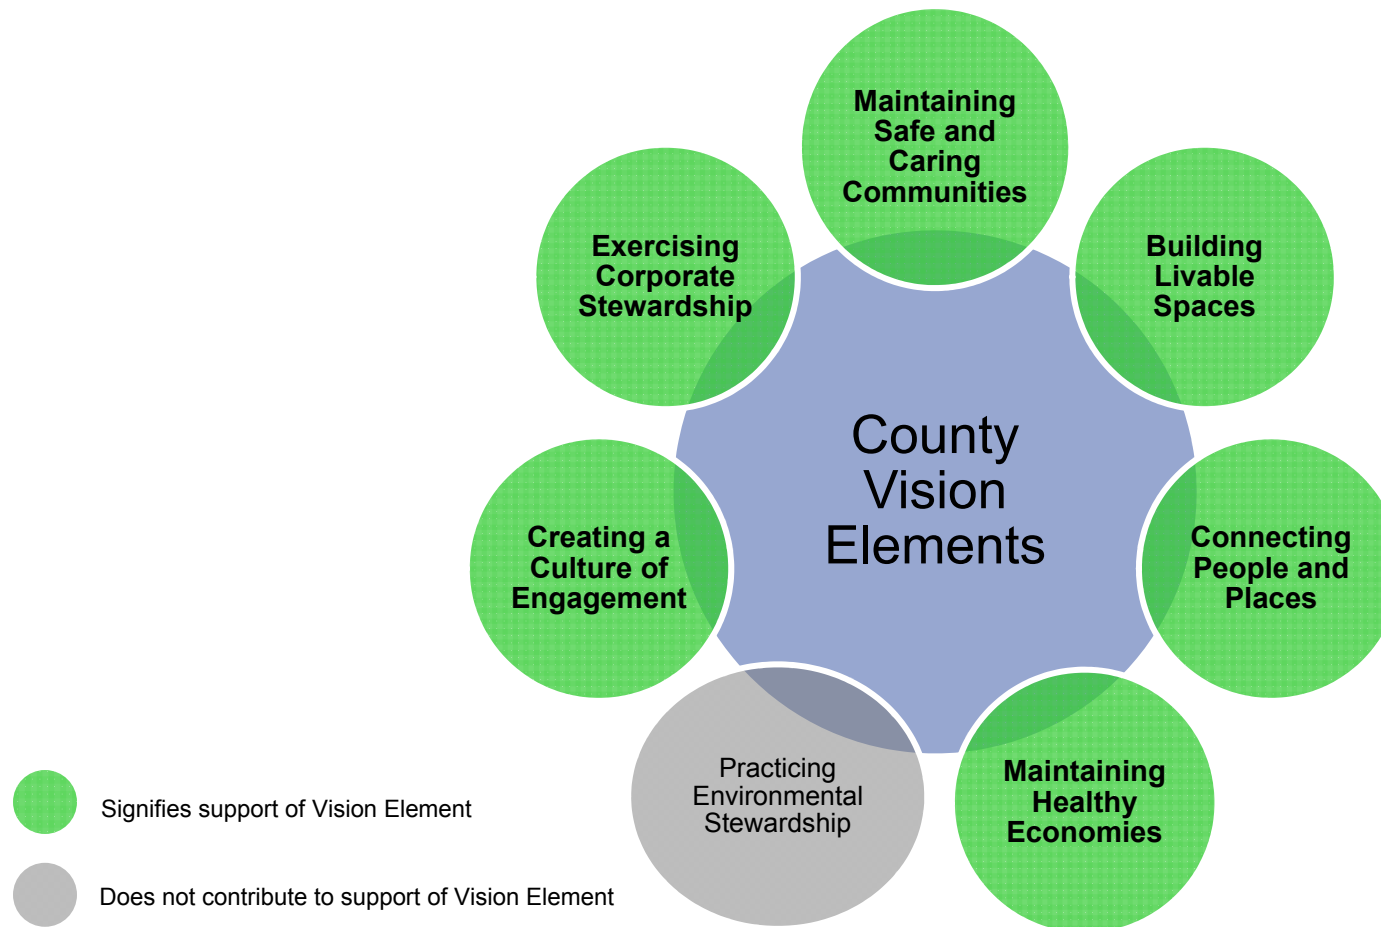 Maintaining
Safe and
Caring
Communities
Building
Livable
Spaces
Connecting
People and
Places
Maintaining
Healthy
Economies
Practicing
Environmental
Stewardship
Creating a
Culture of
Engagement
Exercising
Corporate
Stewardship
County
Vision
Elements
Signifies support of Vision Element
Does not contribute to support of Vision Element